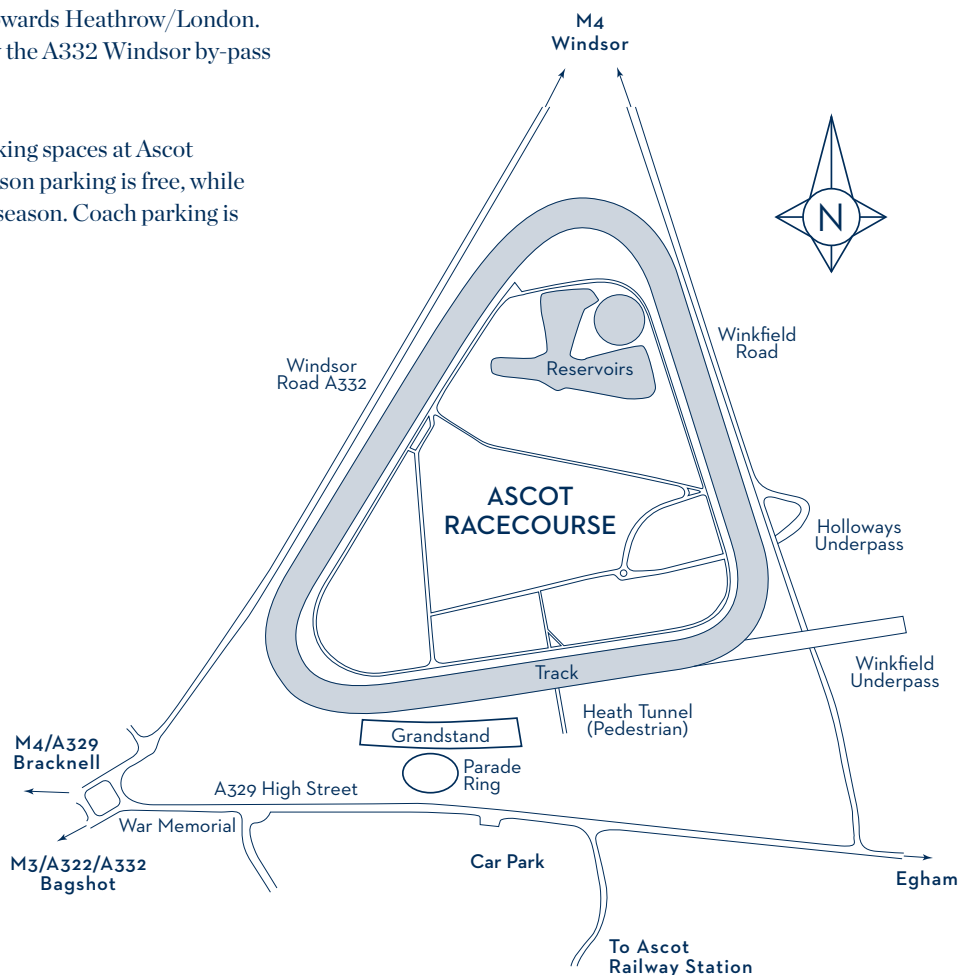 owards Heathrow/London.
the A332 Windsor by-pass
king spaces at Ascot
son parking is free, while
season. Coach parking is
M4
Windsor
N
Winkfield
Road
Windsor
Road A332
Reservoirs
ASCOT
RACECOURSE
Holloways
Underpass
Winkfield
Underpass
Track
Heath Tunnel
(Pedestrian)
Grandstand
M4/A329
Bracknell
Parade
Ring
A329 High Street
War Memorial
M3/A322/A332
Bagshot
Car Park
Egham
To Ascot
Railway Station